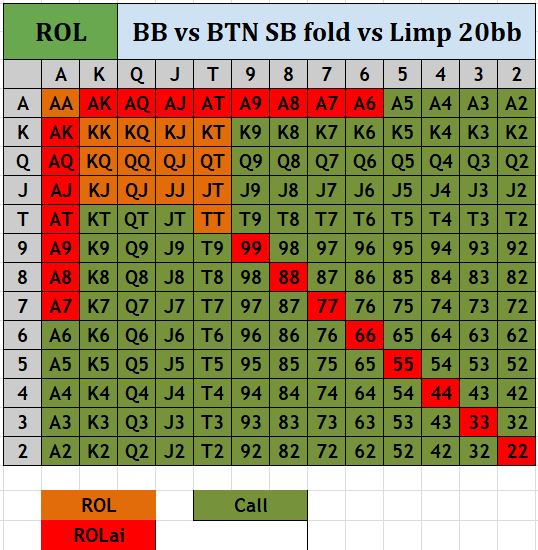 ROL BB vs BTN SB fold vs Limp 20bb
A K Q J T 9 8 7 6 5 4 3 2
A AA AK AQ AJ AT A9 A8 A7 A6 A5 A4 A3 A2
K AK KK KQ KJ KT K9 K8 K7 K6 K5 K4 K3 K2
Q AQ KQ QQ QJ QT Q9 Q8 Q7 Q6 Q5 Q4 Q3 Q2
J AJ KJ QJ JJ JT J9 J8 J7 J6 J5 J4 J3 J2
T AT KT QT JT TT T9 T8 T7 T6 T5 T4 T3 T2
9 A9 K9 Q9 J9 T9 99 98 97 96 95 94 93 92
8 A8 K8 Q8 J8 T8 98 88 87 86 85 84 83 82
7 A7 K7 Q7 J7 T7 97 87 77 76 75 74 73 72
6 A6 K6 Q6 J6 T6 96 86 76 66 65 64 63 62
5 A5 K5 Q5 J5 T5 95 85 75 65 55 54 53 52
4 A4 K4 Q4 J4 T4 94 84 74 64 54 44 43 42
3 A3 K3 Q3 J3 T3 93 83 73 63 53 43 33 32
2 A2 K2 Q2 J2 T2 92 82 72 62 52 42 32 22
ROL Call
ROLai